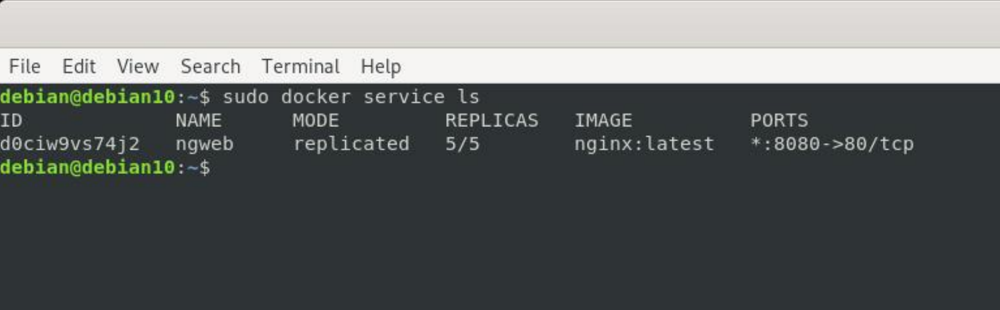 File Edit View Search Terminal Help
debian@debian10:~$ sudo docker service ls
ID NAME MODE REPLICAS IMAGE PORTS
d0ciw9vs74j2 ngweb replicated 5/5 nginx:latest *:8080->80/tcp
debian@debian10:~$